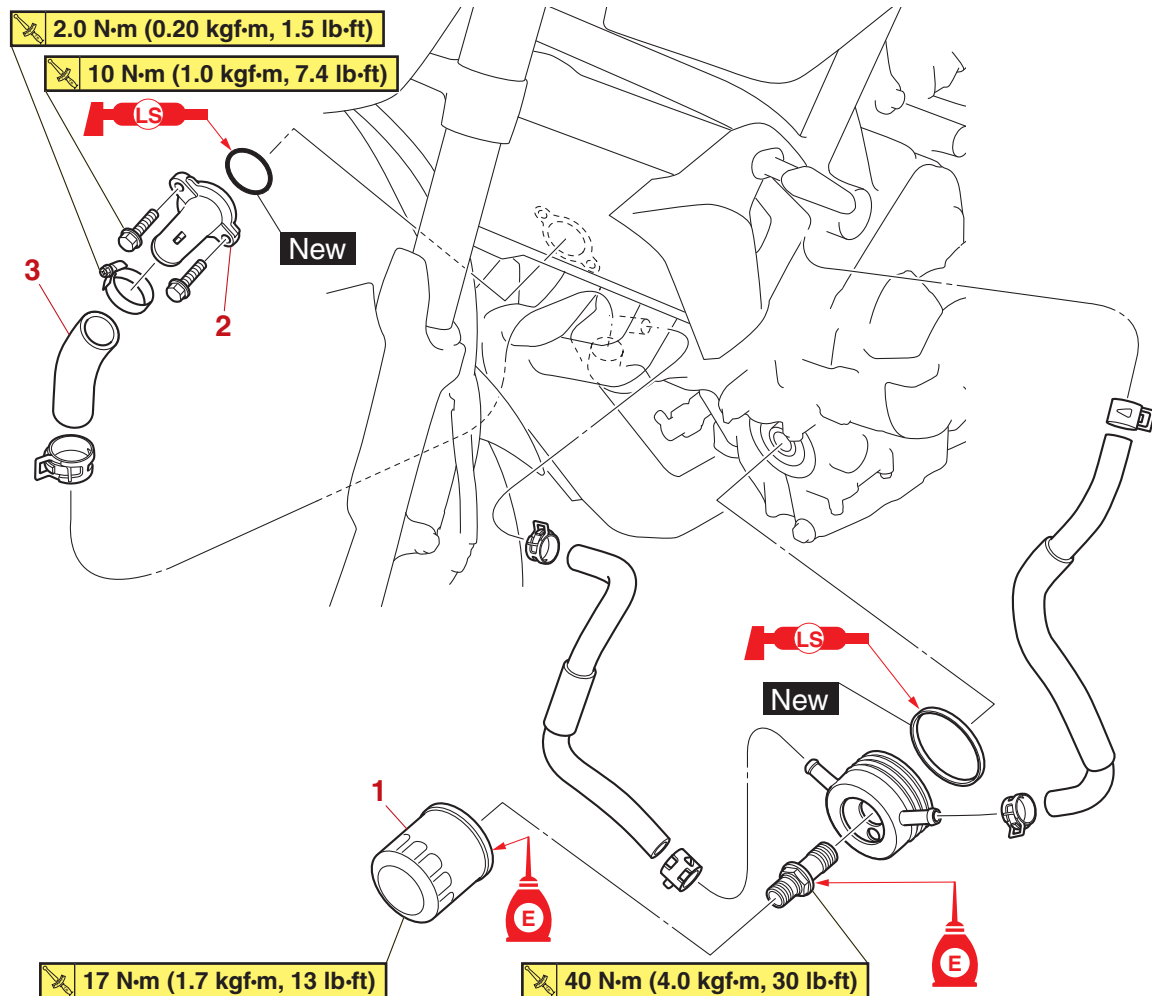 2.0 N•m (0.20 kgf•m, 1.5 lb•ft)
10 N•m (1.0 kgf•m, 7.4 lb•ft)
LS
New
3
2
LS
New
1
E
E
17 N•m (1.7 kgf•m, 13 lb•ft)
40 N•m (4.0 kgf•m, 30 lb•ft)